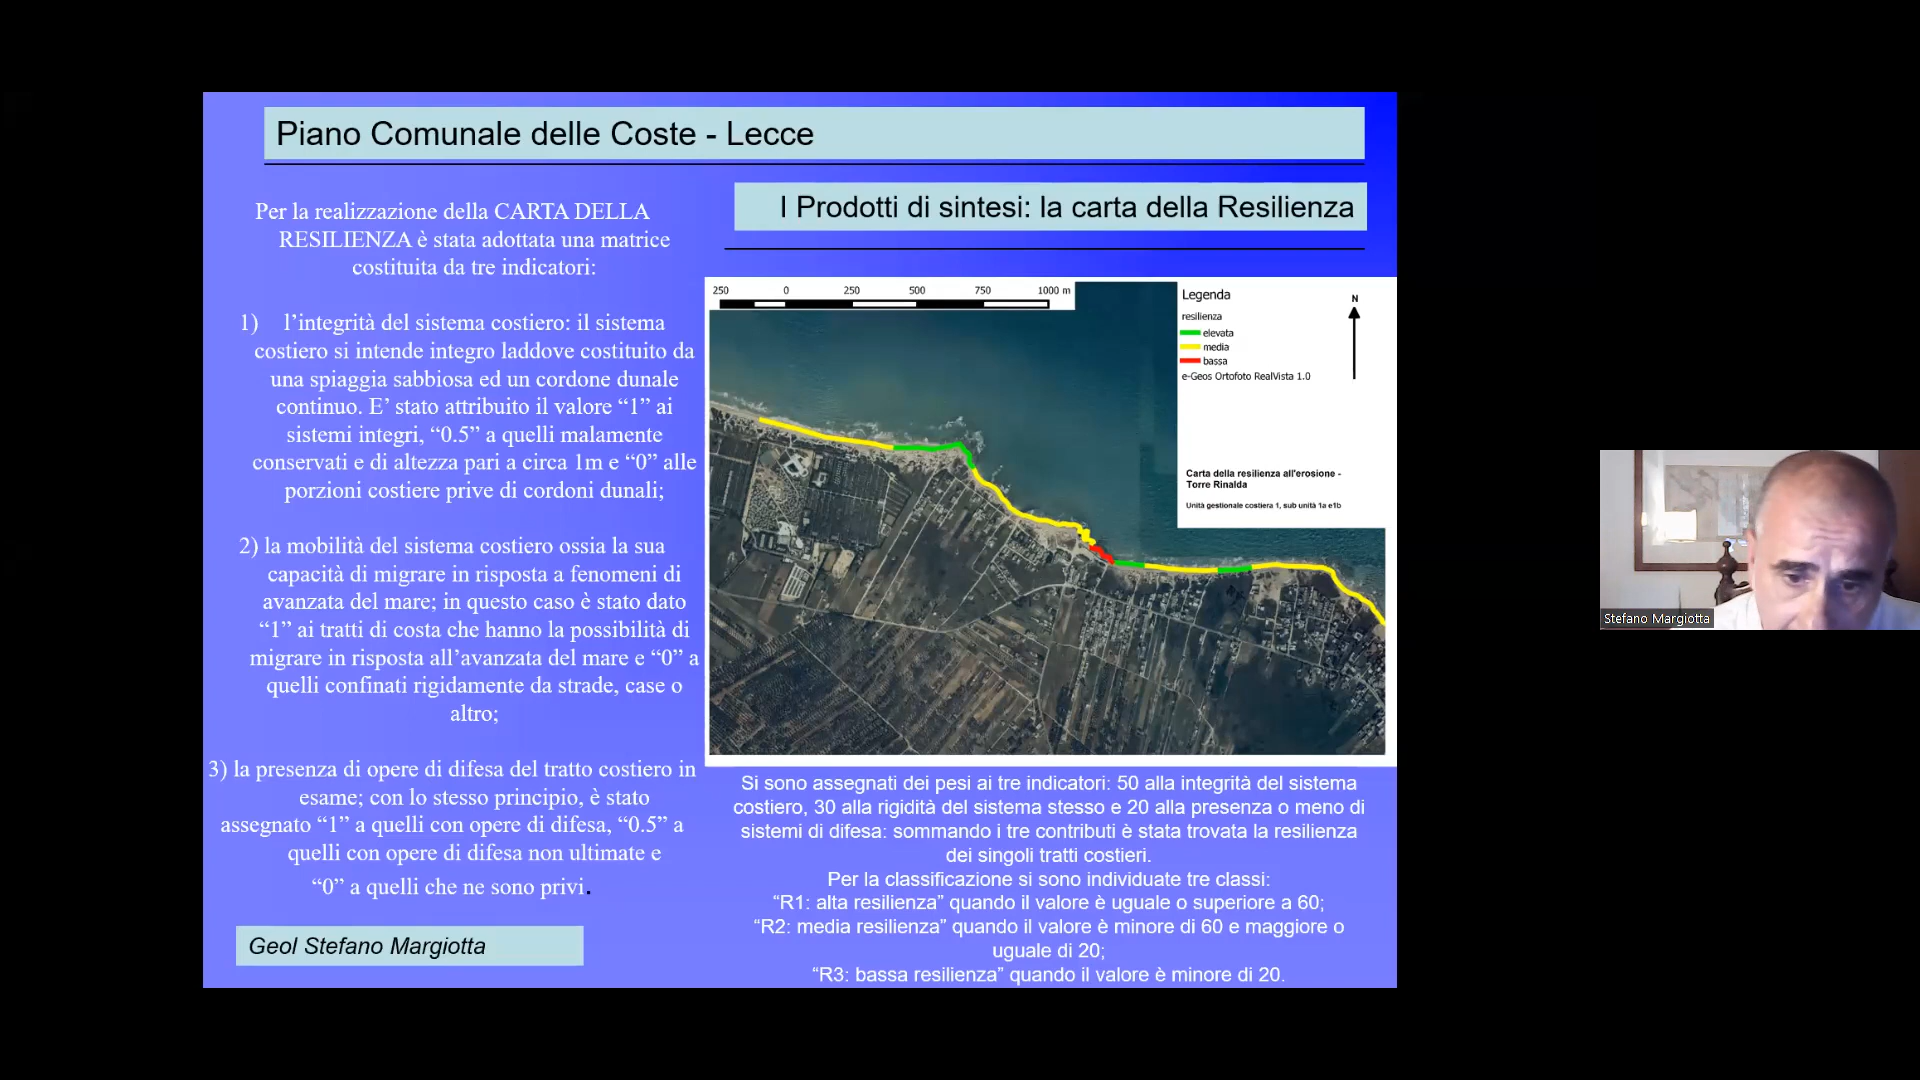 Piano Comunale delle Coste - Lecce
I Prodotti di sintesi: la carta della Resilienza
Per la realizzazione della CARTA DELLA
RESILIENZA è stata adottata una matrice
costituita da tre indicatori:
1) l’integrità del sistema costiero: il sistema
costiero si intende integro laddove costituito da
una spiaggia sabbiosa ed un cordone dunale
continuo. E’ stato attribuito il valore “1” ai
sistemi integri, “0.5” a quelli malamente
conservati e di altezza pari a circa 1m e “0” alle
porzioni costiere prive di cordoni dunali;
2) la mobilità del sistema costiero ossia la sua
capacità di migrare in risposta a fenomeni di
avanzata del mare; in questo caso è stato dato
“1” ai tratti di costa che hanno la possibilità di
migrare in risposta all’avanzata del mare e “0” a
quelli confinati rigidamente da strade, case o
altro;
3) la presenza di opere di difesa del tratto costiero in
esame; con lo stesso principio, è stato
assegnato “1” a quelli con opere di difesa, “0.5” a
quelli con opere di difesa non ultimate e
“0” a quelli che ne sono privi.
Geol Stefano Margiotta
250 0 250 500 750 1000 m
Legenda
resilienza
elevata
media
bassa
e-Geos Ortofoto RealVista 1.0
N
Carta della resilienza all'erosione -
Torre Rinalda
Unità gestionale costiera 1, sub unità 1a e1b
Si sono assegnati dei pesi ai tre indicatori: 50 alla integrità del sistema
costiero, 30 alla rigidità del sistema stesso e 20 alla presenza o meno di
sistemi di difesa: sommando i tre contributi è stata trovata la resilienza
dei singoli tratti costieri.
Per la classificazione si sono individuate tre classi:
“R1: alta resilienza” quando il valore è uguale o superiore a 60;
“R2: media resilienza” quando il valore è minore di 60 e maggiore o
uguale di 20;
“R3: bassa resilienza” quando il valore è minore di 20.
Stefano Margiotta